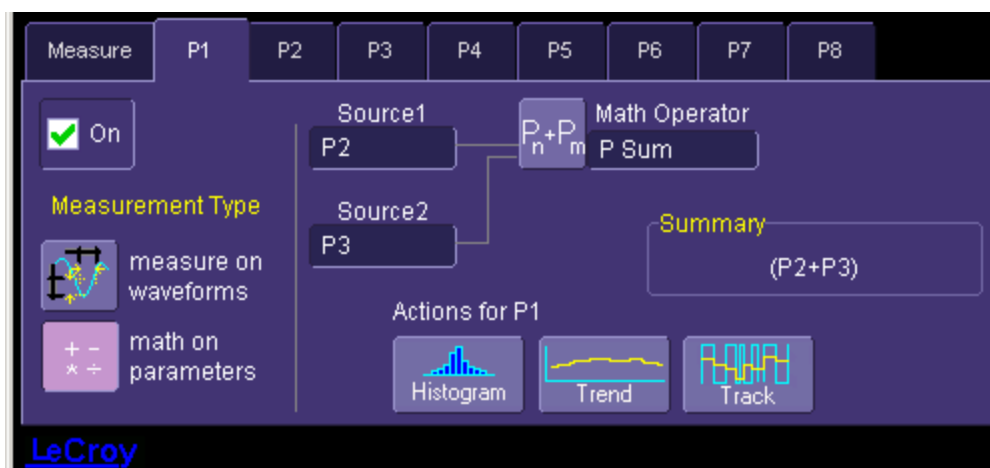 Measure P1 P2 P3 P4 P5 P6 P7 P8
On
Source1
P2
Pn+Pm
Math Operator
P Sum
Measurement Type
Source2
P3
Summary
(P2+P3)
measure on
waveforms
Actions for P1
+ -
* ÷
math on
parameters
Histogram
Trend
Track
LeCroy